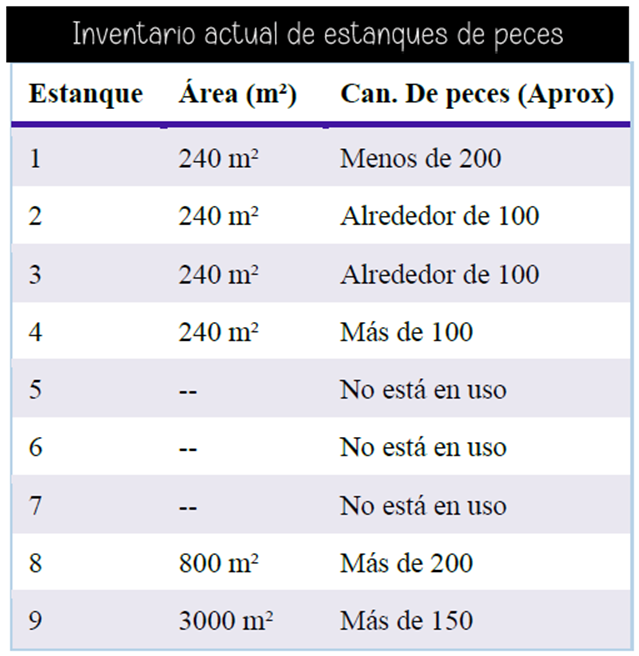 Inventario actual de estanques de peces
Estanque Área (m²) Can. De peces (Aprox)
1 240 m² Menos de 200
2 240 m² Alrededor de 100
3 240 m² Alrededor de 100
4 240 m² Más de 100
5 -- No está en uso
6 -- No está en uso
7 -- No está en uso
8 800 m² Más de 200
9 3000 m² Más de 150